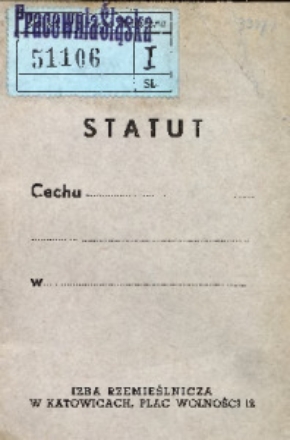 Pracownia Śląska
51106
I
SL
STATUT
Cechu
w
IZBA RZEMIEŚLNICZA
W KATOWICACH, PLAC WOLNOŚCI 12